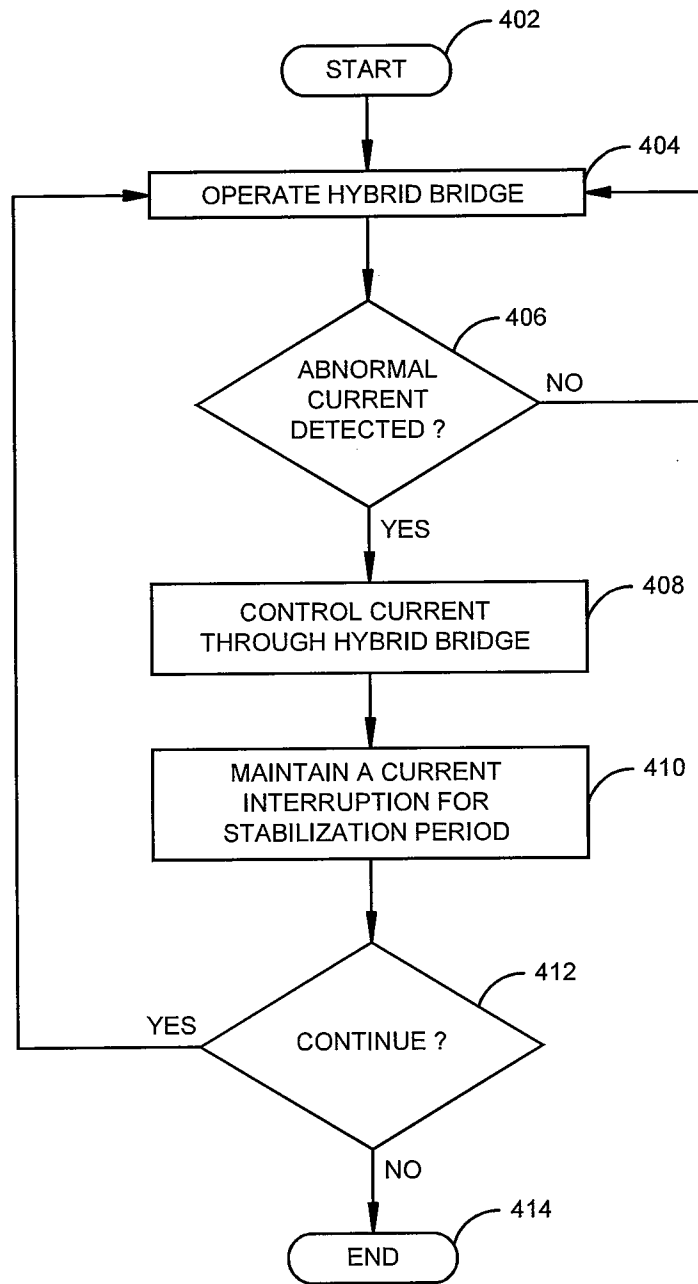 402
START
404
OPERATE HYBRID BRIDGE
406
ABNORMAL
CURRENT
DETECTED ?
NO
YES
408
CONTROL CURRENT
THROUGH HYBRID BRIDGE
MAINTAIN A CURRENT
INTERRUPTION FOR
STABILIZATION PERIOD
410
412
YES
CONTINUE ?
NO
414
END